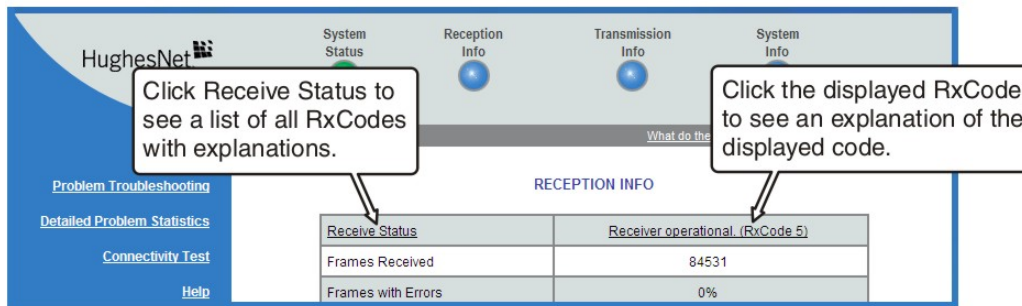 System
Status
Reception
Info
Transmission
Info
System
Info
HughesNet
Click Receive Status to
see a list of all RxCodes
with explanations.
Click the displayed RxCode
to see an explanation of the
displayed code.
What do the
Problem Troubleshooting
RECEPTION INFO
Detailed Problem Statistics
Receive Status Receiver operational. (RxCode 5)
Connectivity Test
Frames Received 84531
Help
Frames with Errors 0%